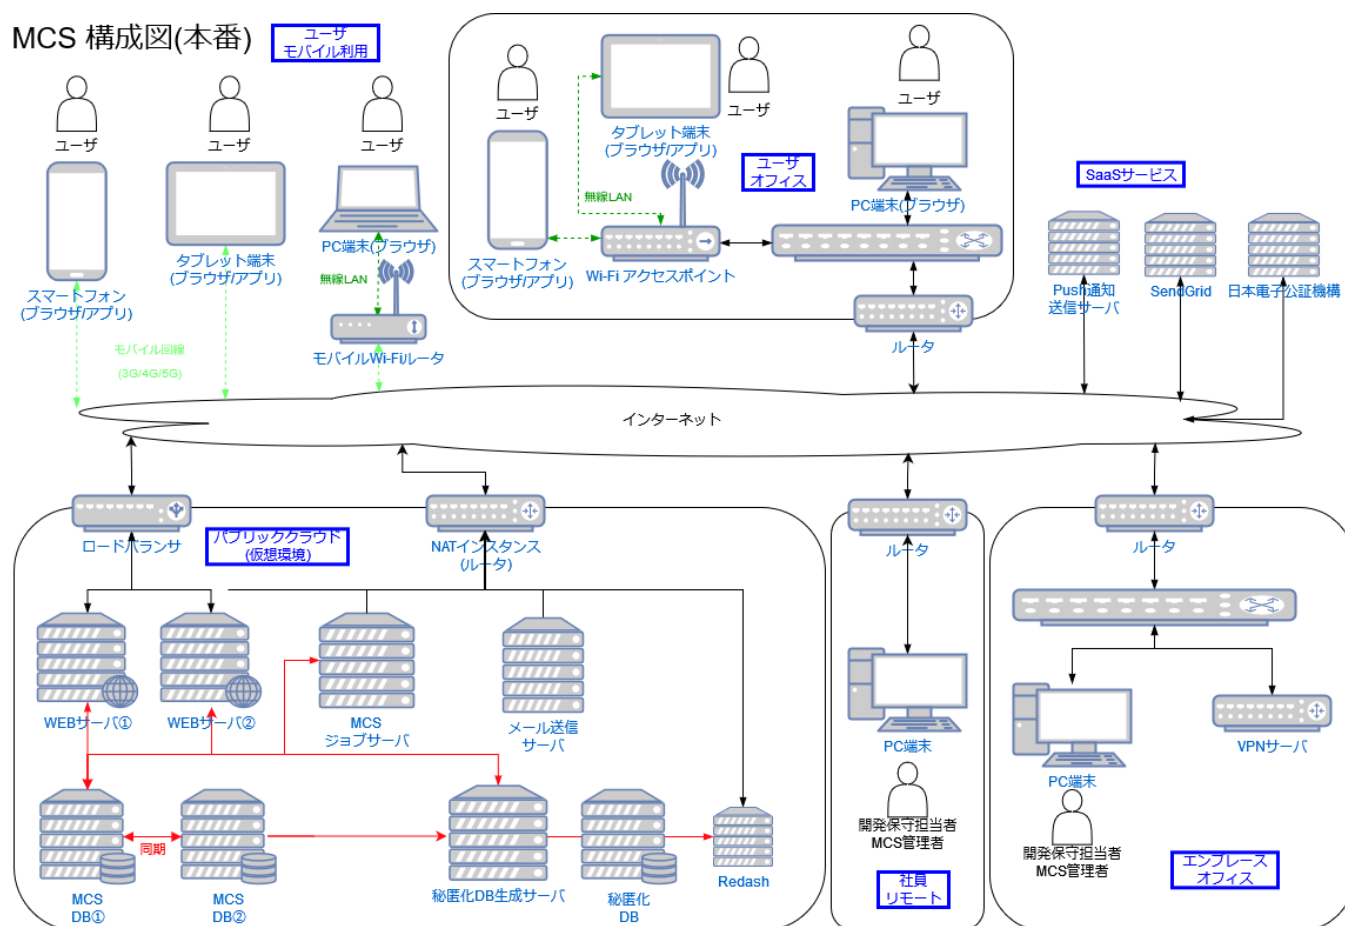 MCS 構成図(本番)
ユーザ
モバイル利用
ユーザ
ユーザ
ユーザ
スマートフォン
(ブラウザ/アプリ)
タブレット端末
(ブラウザ/アプリ)
PC端末(ブラウザ)
無線LAN
モバイルWi-Fiルータ
モバイル回線
(3G/4G/5G)
ユーザ
ユーザ
ユーザ
タブレット端末
(ブラウザ/アプリ)
ユーザ
オフィス
無線LAN
PC端末(ブラウザ)
スマートフォン
(ブラウザ/アプリ)
Wi-Fi アクセスポイント
ルータ
SaaSサービス
Push通知
送信サーバ
SendGrid
日本電子公証機構
インターネット
ロードバランサ
パブリッククラウド
(仮想環境)
NATインスタンス
(ルータ)
WEBサーバ①
WEBサーバ②
MCS
ジョブサーバ
メール送信
サーバ
同期
MCS
DB①
MCS
DB②
秘匿化DB生成サーバ
秘匿化
DB
Redash
ルータ
PC端末
開発保守担当者
MCS管理者
社員
リモート
ルータ
PC端末
VPNサーバ
開発保守担当者
MCS管理者
エンブレース
オフィス